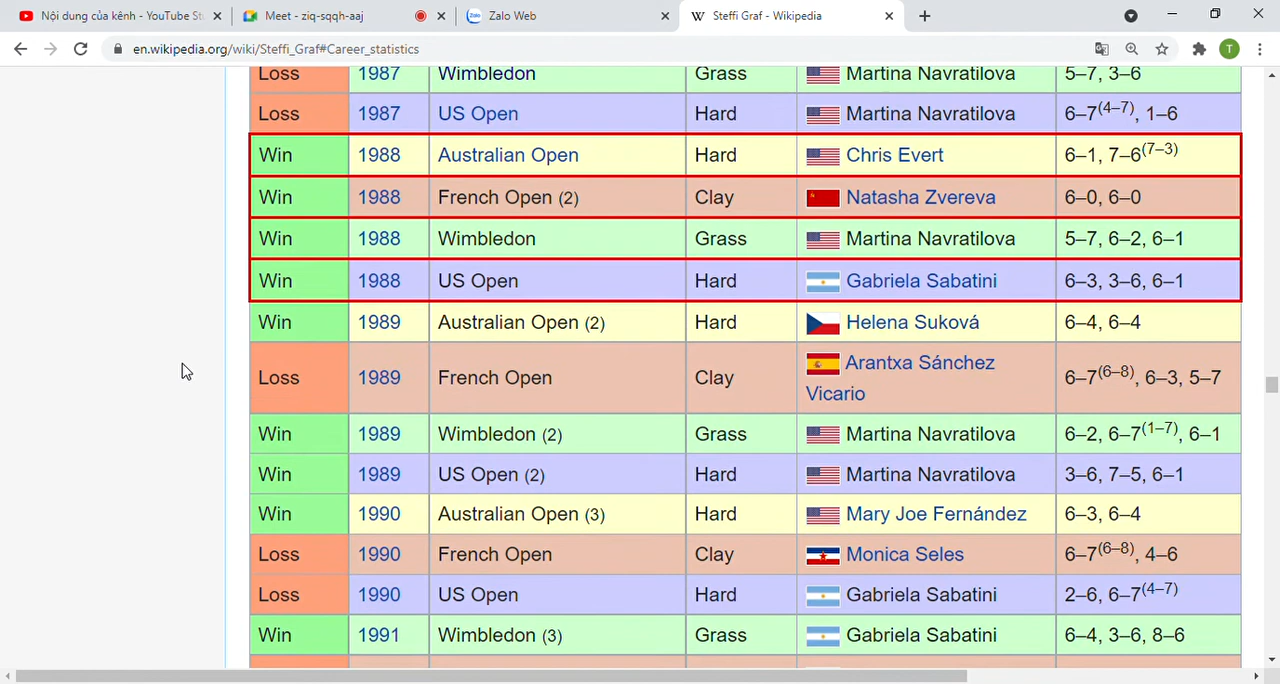 Nội dung của kênh - YouTube St
Meet - ziq-sqqh-aaj
Zalo Web
Steffi Graf - Wikipedia
en.wikipedia.org/wiki/Steffi_Graf#Career_statistics
T
Loss 1987 Wimbledon Grass Martina Navratilova 5–7, 3–6
Loss 1987 US Open Hard Martina Navratilova 6–7(4–7), 1–6
Win 1988 Australian Open Hard Chris Evert 6–1, 7–6(7–3)
Win 1988 French Open (2) Clay Natasha Zvereva 6–0, 6–0
Win 1988 Wimbledon Grass Martina Navratilova 5–7, 6–2, 6–1
Win 1988 US Open Hard Gabriela Sabatini 6–3, 3–6, 6–1
Win 1989 Australian Open (2) Hard Helena Suková 6–4, 6–4
Loss 1989 French Open Clay Arantxa Sánchez Vicario 6–7(6–8), 6–3, 5–7
Win 1989 Wimbledon (2) Grass Martina Navratilova 6–2, 6–7(1–7), 6–1
Win 1989 US Open (2) Hard Martina Navratilova 3–6, 7–5, 6–1
Win 1990 Australian Open (3) Hard Mary Joe Fernández 6–3, 6–4
Loss 1990 French Open Clay Monica Seles 6–7(6–8), 4–6
Loss 1990 US Open Hard Gabriela Sabatini 2–6, 6–7(4–7)
Win 1991 Wimbledon (3) Grass Gabriela Sabatini 6–4, 3–6, 8–6